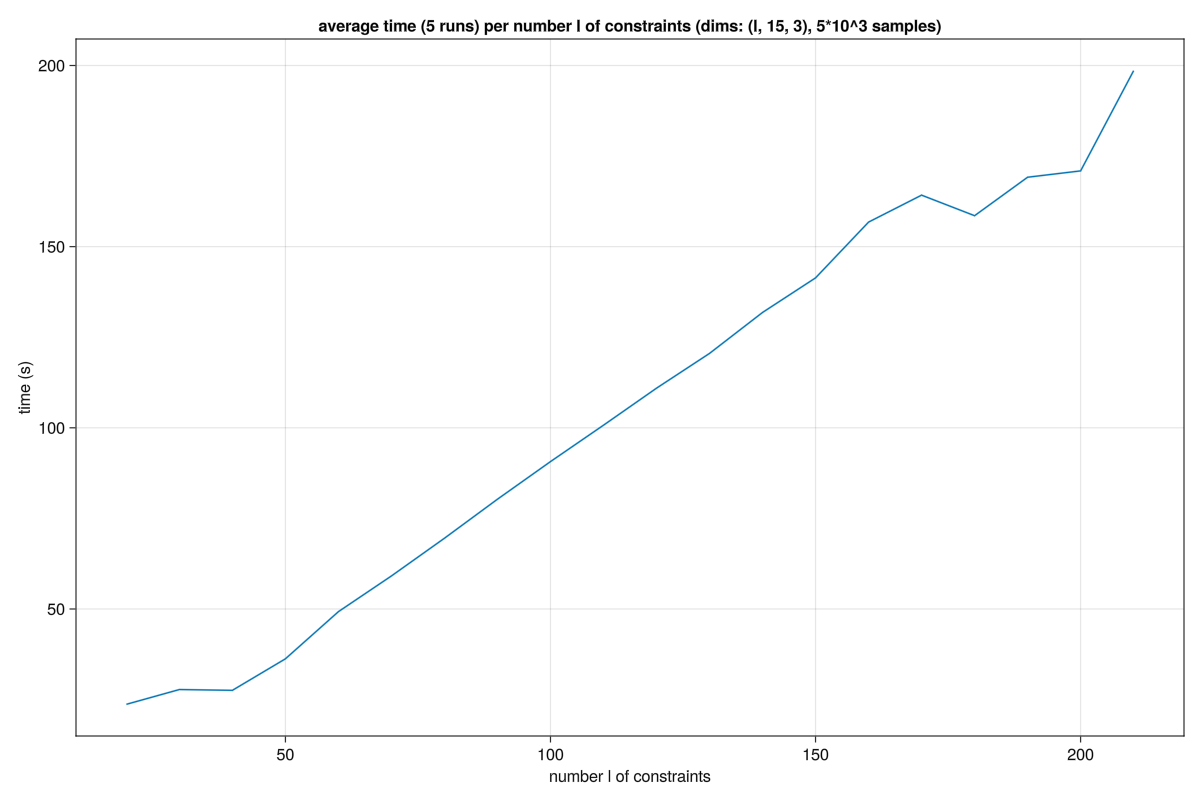 average time (5 runs) per number l of constraints (dims: (l, 15, 3), 5*10^3 samples)
200
150
100
50
time (s)
50
100
150
200
number l of constraints